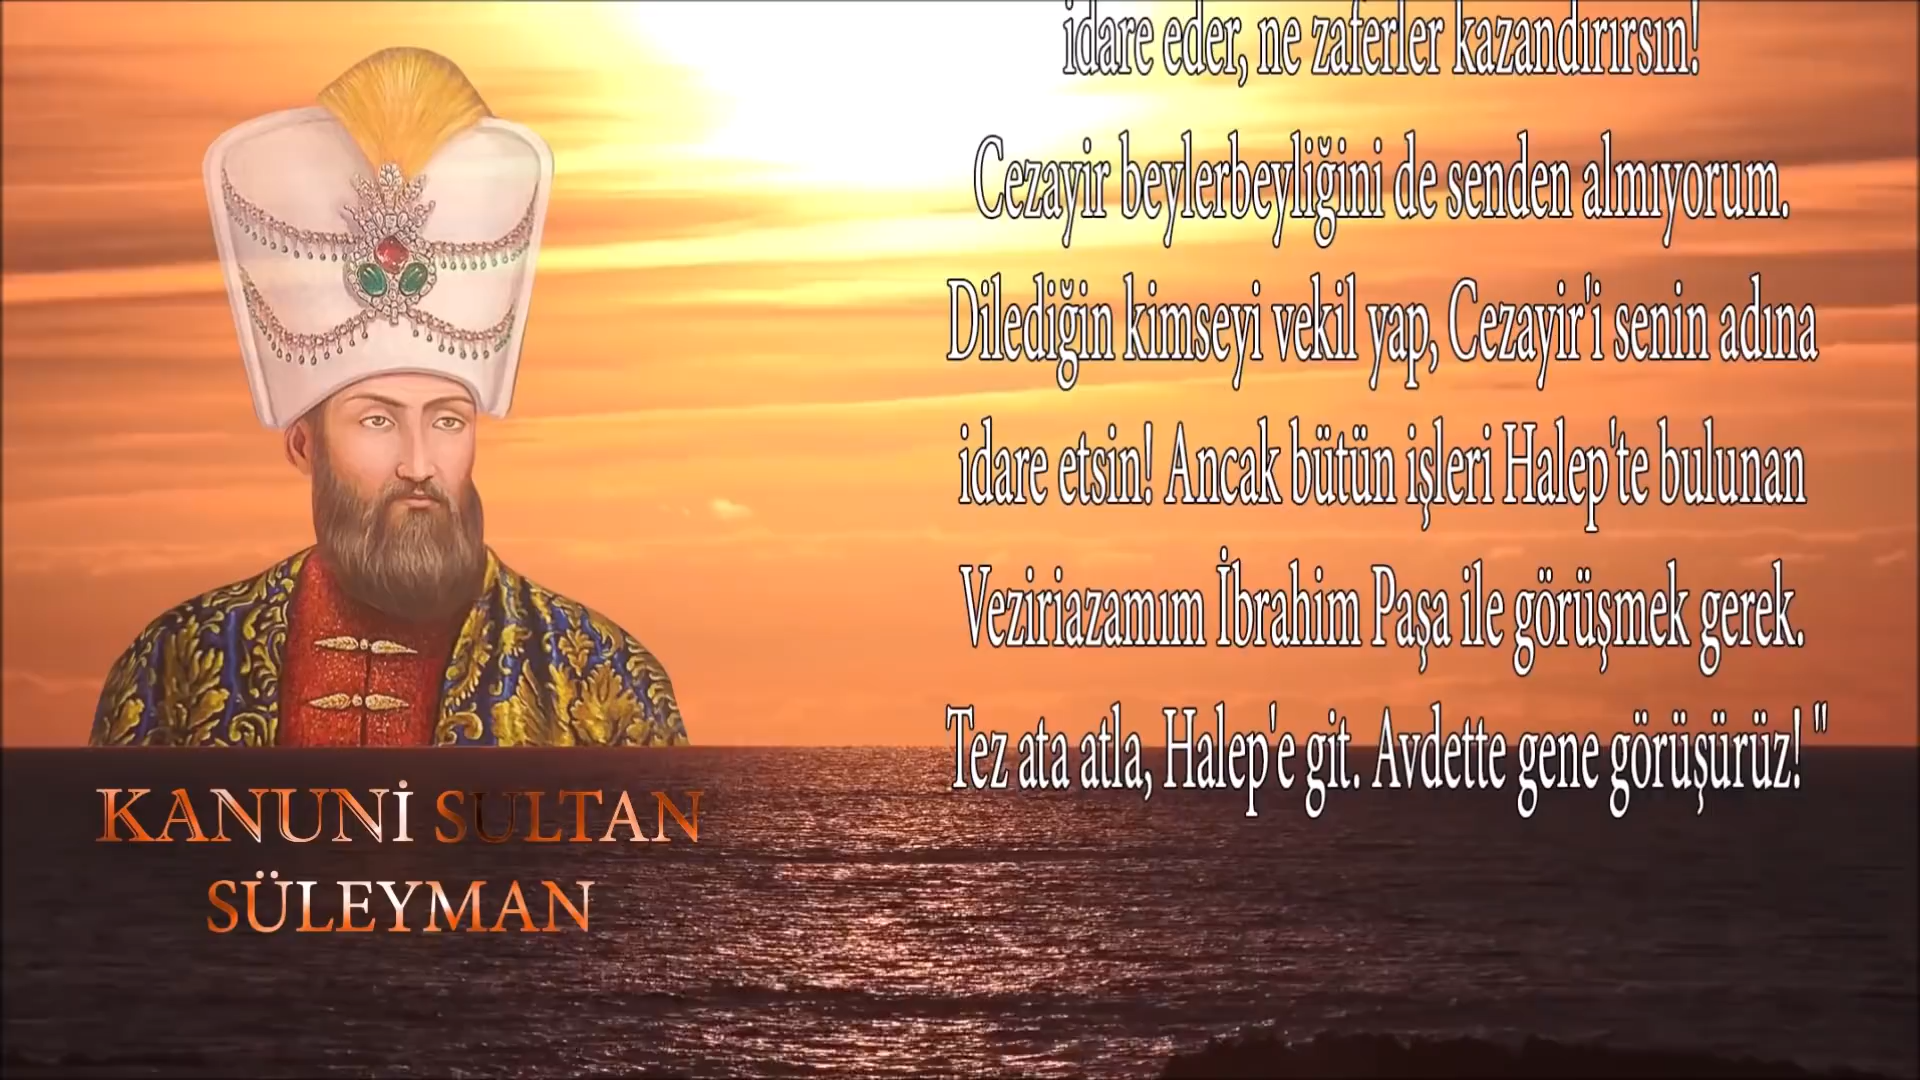 idare eder, ne zaferler kazandırırsın!
Cezayir beylerbeyliğini de senden almıyorum.
Dilediğin kimseyi vekil yap, Cezayir'i senin adına
idare etsin! Ancak bütün işleri Halep'te bulunan
Veziriazamım İbrahim Paşa ile görüşmek gerek.
Tez ata atla, Halep'e git. Avdette gene görüşürüz! "
KANUNİ SULTAN
SÜLEYMAN